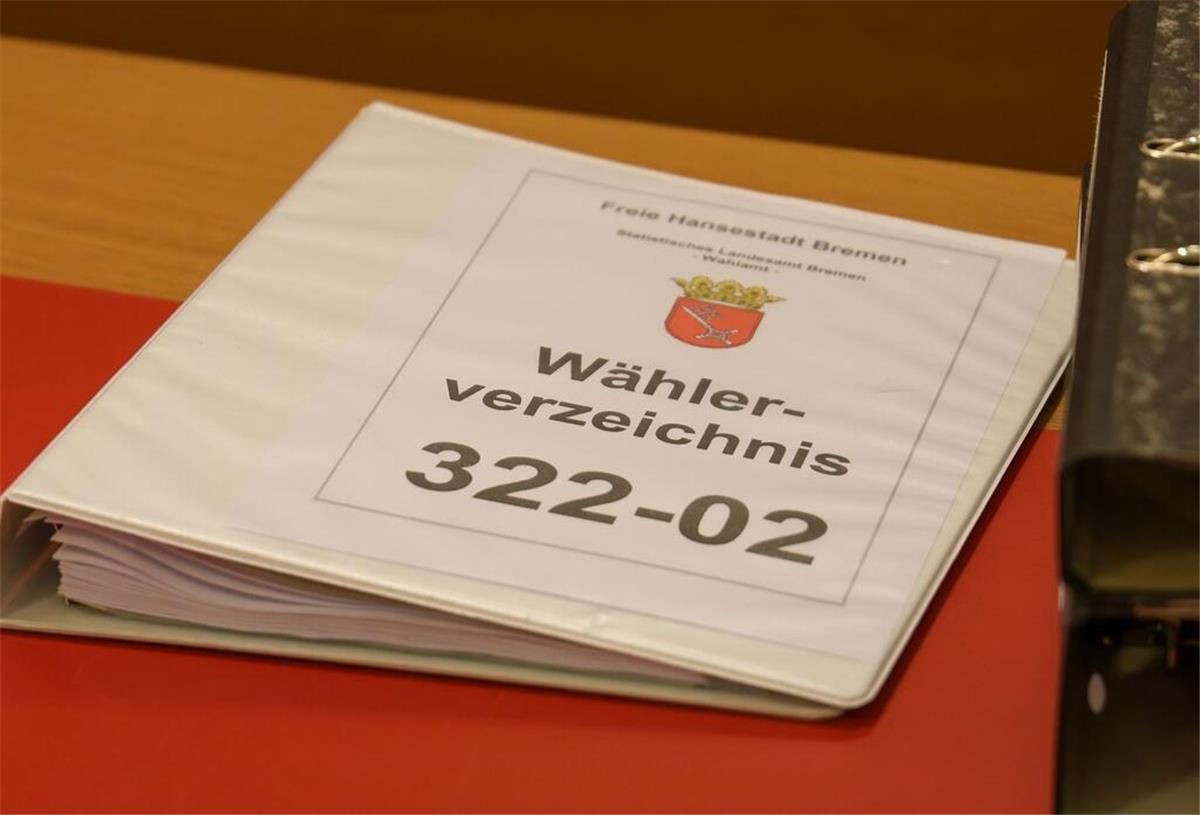 Freie Hansestadt Bremen
Statistisches Landesamt Bremen
- Wahlamt -
Wähler-
verzeichnis
322-02